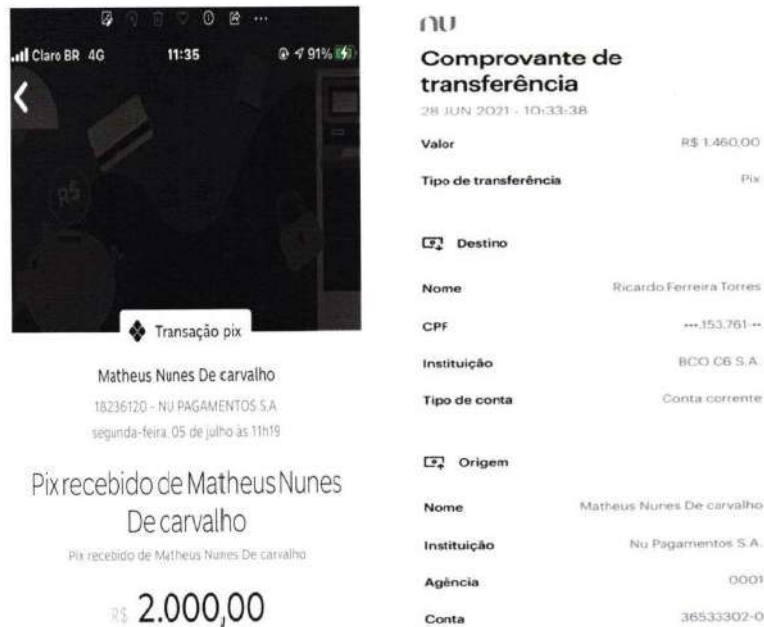 Claro BR 4G 11:35 91%
R$
Transação pix
Matheus Nunes De carvalho
18236120 - NU PAGAMENTOS S.A
segunda-feira, 05 de julho às 11h19
Pix recebido de Matheus Nunes
De carvalho
Pix recebido de Matheus Nunes De carvalho
R$ 2.000,00
nu
Comprovante de
transferência
28 JUN 2021 - 10:33:38
Valor R$ 1.460,00
Tipo de transferência Pix
Destino
Nome Ricardo Ferreira Torres
CPF •••.153.761-••
Instituição BCO C6 S.A.
Tipo de conta Conta corrente
Origem
Nome Matheus Nunes De carvalho
Instituição Nu Pagamentos S.A.
Agência 0001
Conta 36533302-0